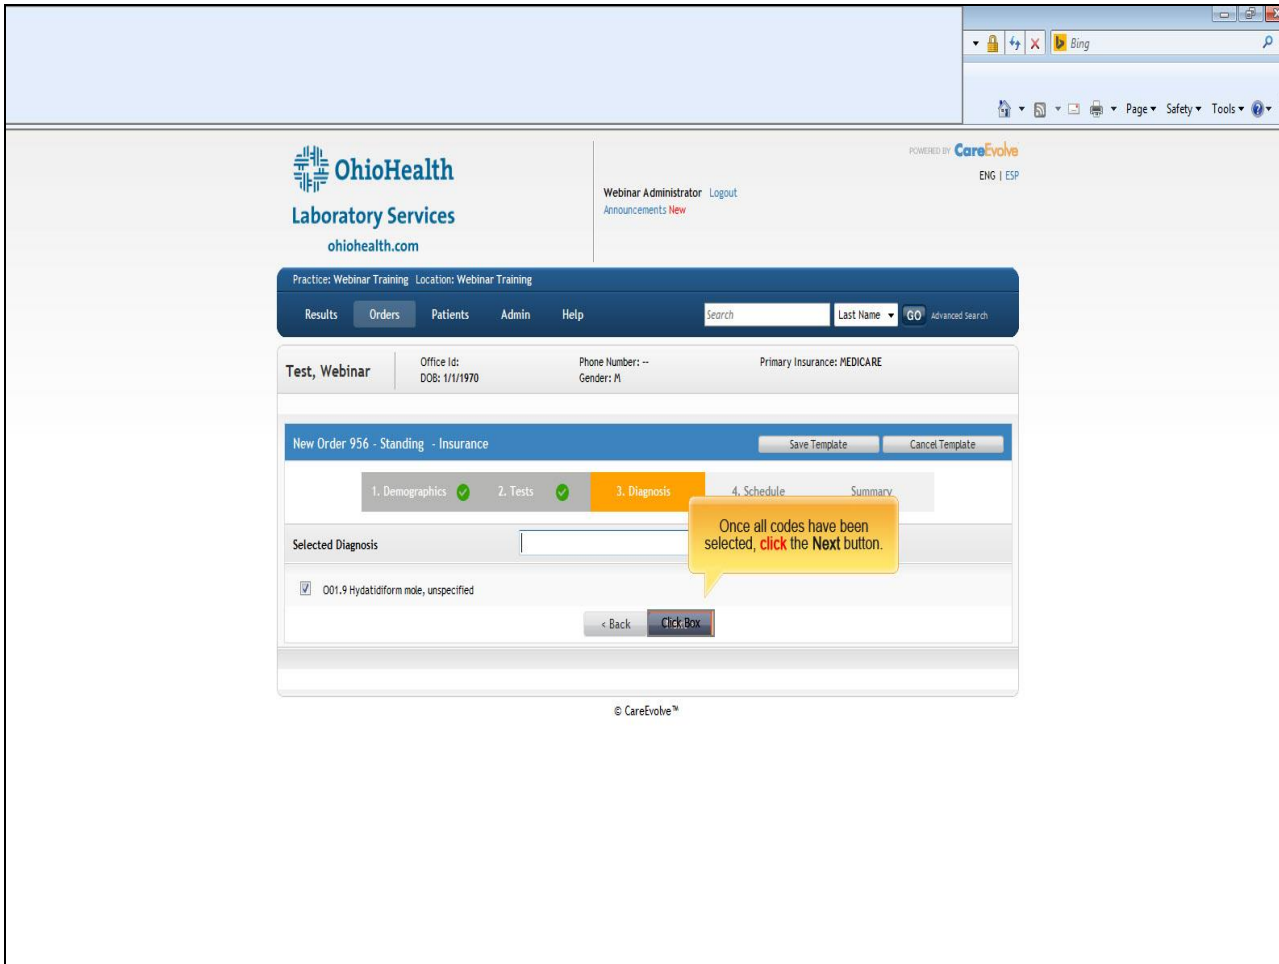 Bing
Page Safety Tools
OhioHealth
Laboratory Services
ohiohealth.com
Webinar Administrator Logout
Announcements New
POWERED BY CareEvolve
ENG | ESP
Practice: Webinar Training Location: Webinar Training
Results Orders Patients Admin Help Search Last Name GO Advanced Search
Test, Webinar
Office Id:
DOB: 1/1/1970
Phone Number: --
Gender: M
Primary Insurance: MEDICARE
New Order 956 - Standing - Insurance Save Template Cancel Template
1. Demographics 2. Tests 3. Diagnosis 4. Schedule Summary
Once all codes have been
selected, click the Next button.
Selected Diagnosis
O01.9 Hydatidiform mole, unspecified
< Back Click Box
© CareEvolve™